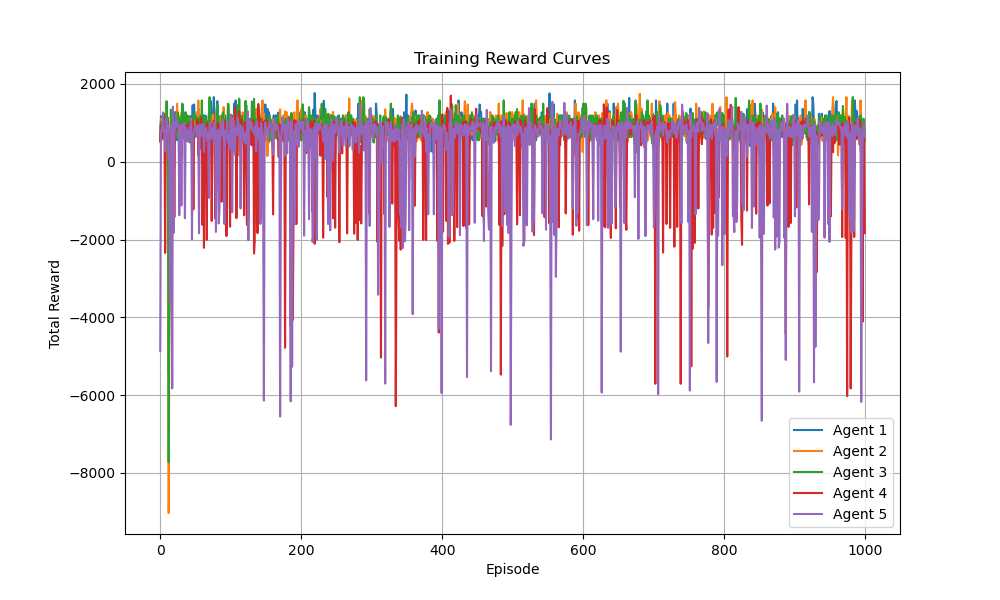 Training Reward Curves
Total Reward
2000
0
−2000
−4000
−6000
−8000
0 200 400 600 800 1000
Episode
Agent 1
Agent 2
Agent 3
Agent 4
Agent 5